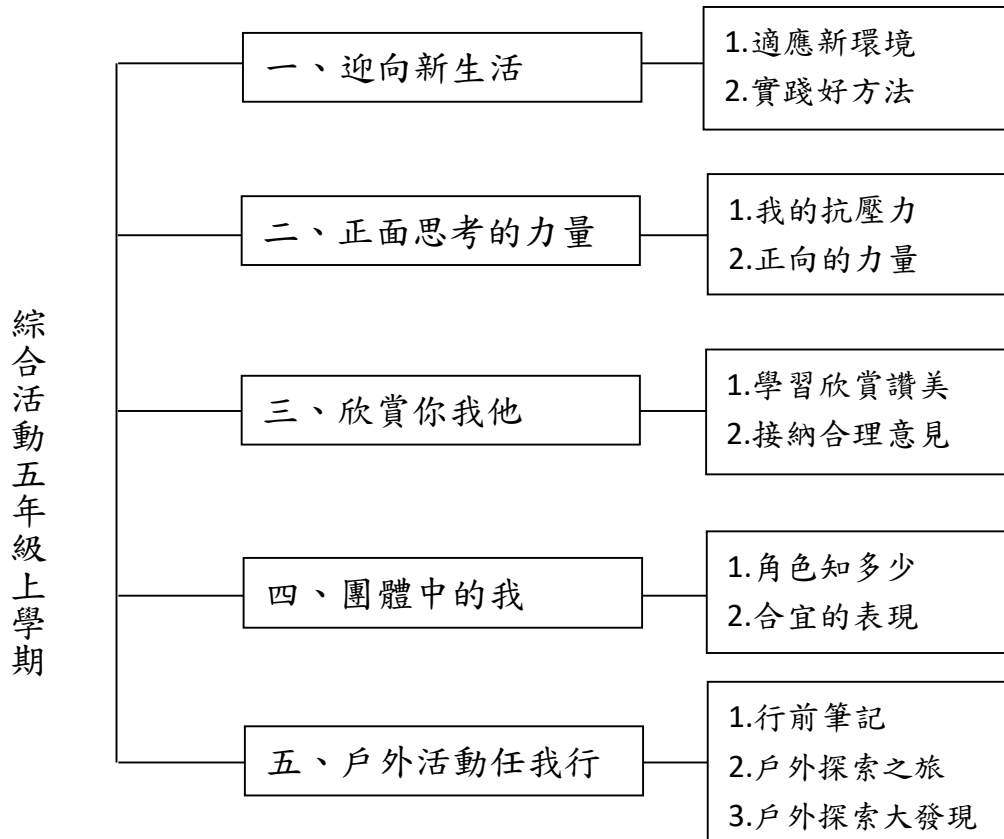 綜合活動五年級上學期
一、迎向新生活
1.適應新環境
2.實踐好方法
二、正面思考的力量
1.我的抗壓力
2.正向的力量
三、欣賞你我他
1.學習欣賞讚美
2.接納合理意見
四、團體中的我
1.角色知多少
2.合宜的表現
五、戶外活動任我行
1.行前筆記
2.戶外探索之旅
3.戶外探索大發現